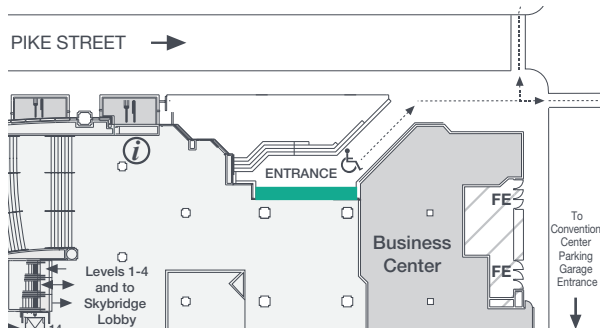 PIKE STREET
i
ENTRANCE
FE
Business
Center
FE
To
Convention
Center
Parking
Garage
Entrance
Levels 1-4
and to
Skybridge
Lobby
14